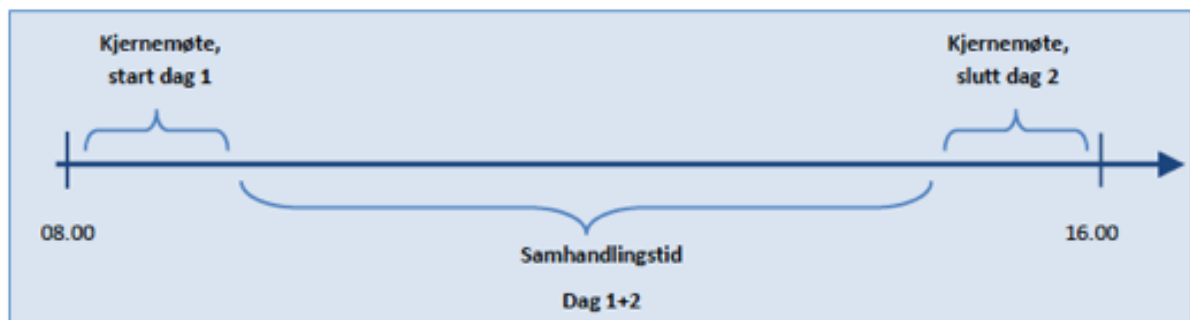 Kjernemøte,
start dag 1
Kjernemøte,
slutt dag 2
08.00
16.00
Samhandlingstid
Dag 1+2